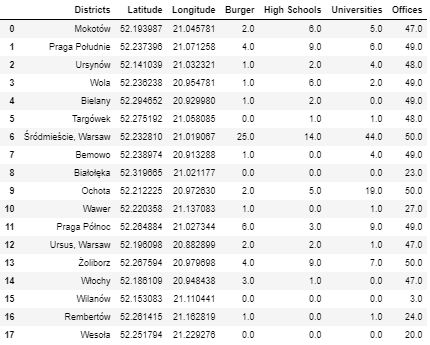 Districts Latitude Longitude Burger High Schools Universities Offices
0 Mokotów 52.193987 21.045781 2.0 6.0 5.0 47.0
1 Praga Południe 52.237396 21.071258 4.0 9.0 6.0 49.0
2 Ursynów 52.141039 21.032321 1.0 2.0 4.0 48.0
3 Wola 52.236238 20.954781 1.0 6.0 2.0 49.0
4 Bielany 52.294652 20.929980 1.0 2.0 0.0 49.0
5 Targówek 52.275192 21.058085 0.0 1.0 1.0 48.0
6 Śródmieście, Warsaw 52.232810 21.019067 25.0 14.0 44.0 50.0
7 Bemowo 52.238974 20.913288 1.0 0.0 4.0 49.0
8 Białołęka 52.319665 21.021177 0.0 0.0 0.0 23.0
9 Ochota 52.212225 20.972630 2.0 5.0 19.0 50.0
10 Wawer 52.220358 21.137083 1.0 0.0 1.0 27.0
11 Praga Północ 52.264884 21.027344 6.0 3.0 9.0 49.0
12 Ursus, Warsaw 52.196098 20.882899 2.0 2.0 1.0 47.0
13 Żoliborz 52.267594 20.979698 4.0 9.0 7.0 50.0
14 Włochy 52.186109 20.948438 3.0 1.0 0.0 47.0
15 Wilanów 52.153083 21.110441 0.0 0.0 0.0 3.0
16 Rembertów 52.261415 21.162819 1.0 0.0 1.0 24.0
17 Wesoła 52.251794 21.229276 0.0 0.0 0.0 20.0